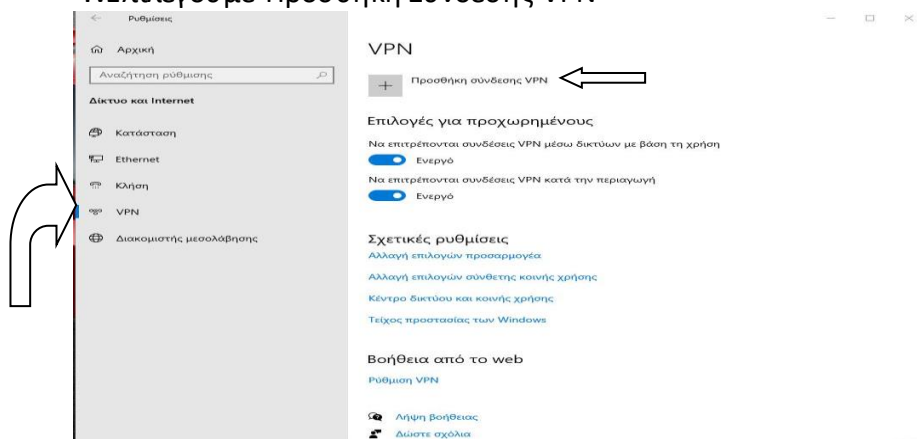 Προσθήκη σύνδεσης VPN
Ρυθμίσεις
Αρχική
Αναζήτηση ρύθμισης
Δίκτυο και Internet
Κατάσταση
Ethernet
Κλήση
VPN
Διακομιστής μεσολάβησης
VPN
Προσθήκη σύνδεσης VPN
Επιλογές για προχωρημένους
Να επιτρέπονται συνδέσεις VPN μέσω δικτύων με βάση τη χρήση
Ενεργό
Να επιτρέπονται συνδέσεις VPN κατά την περιαγωγή
Ενεργό
Σχετικές ρυθμίσεις
Αλλαγή επιλογών προσαρμογέα
Αλλαγή επιλογών σύνθετης κοινής χρήσης
Κέντρο δικτύου και κοινής χρήσης
Τείχος προστασίας των Windows
Βοήθεια από το web
Ρύθμιση VPN
Λήψη βοήθειας
Δώστε σχόλια